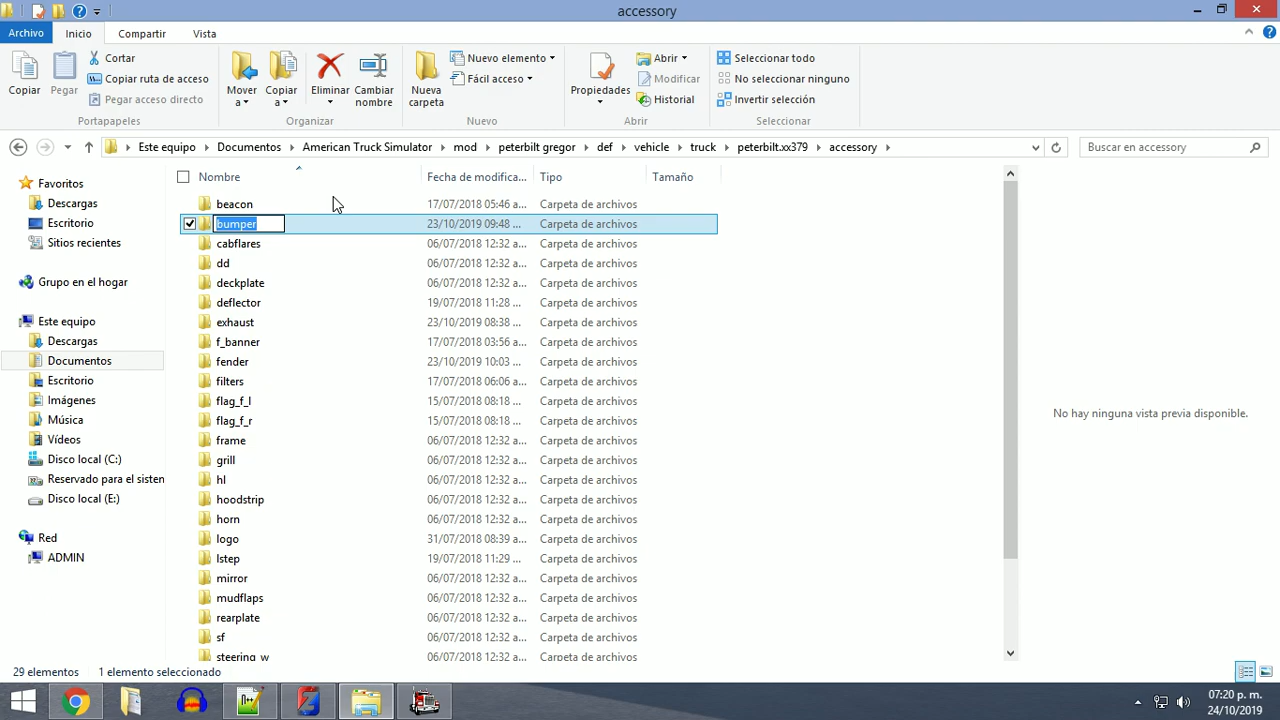 accessory
Archivo Inicio Compartir Vista
Copiar
Pegar
Cortar
Copiar ruta de acceso
Pegar acceso directo
Portapapeles
Mover a
Copiar a
Eliminar
Cambiar nombre
Organizar
Nueva carpeta
Nuevo elemento
Fácil acceso
Nuevo
Propiedades
Abrir
Modificar
Historial
Abrir
Seleccionar todo
No seleccionar ninguno
Invertir selección
Seleccionar
Este equipo Documentos American Truck Simulator mod peterbilt gregor def vehicle truck peterbilt.xx379 accessory
Buscar en accessory
Favoritos
Descargas
Escritorio
Sitios recientes
Grupo en el hogar
Este equipo
Descargas
Documentos
Escritorio
Imágenes
Música
Vídeos
Disco local (C:)
Reservado para el sisten
Disco local (E:)
Red
ADMIN
Nombre Fecha de modifica... Tipo Tamaño
beacon 17/07/2018 05:46 a... Carpeta de archivos
bumper 23/10/2019 09:48 ... Carpeta de archivos
cabflares 06/07/2018 12:32 a... Carpeta de archivos
dd 06/07/2018 12:32 a... Carpeta de archivos
deckplate 06/07/2018 12:32 a... Carpeta de archivos
deflector 19/07/2018 11:28 ... Carpeta de archivos
exhaust 23/10/2019 08:38 ... Carpeta de archivos
f_banner 17/07/2018 03:56 a... Carpeta de archivos
fender 23/10/2019 10:03 ... Carpeta de archivos
filters 17/07/2018 06:06 a... Carpeta de archivos
flag_f_l 15/07/2018 08:18 ... Carpeta de archivos
flag_f_r 15/07/2018 08:18 ... Carpeta de archivos
frame 06/07/2018 12:32 a... Carpeta de archivos
grill 06/07/2018 12:32 a... Carpeta de archivos
hl 06/07/2018 12:32 a... Carpeta de archivos
hoodstrip 06/07/2018 12:32 a... Carpeta de archivos
horn 06/07/2018 12:32 a... Carpeta de archivos
logo 31/07/2018 08:39 a... Carpeta de archivos
lstep 19/07/2018 11:29 ... Carpeta de archivos
mirror 06/07/2018 12:32 a... Carpeta de archivos
mudflaps 06/07/2018 12:32 a... Carpeta de archivos
rearplate 06/07/2018 12:32 a... Carpeta de archivos
sf 06/07/2018 12:32 a... Carpeta de archivos
steering_w 06/07/2018 12:32 a... Carpeta de archivos
No hay ninguna vista previa disponible.
29 elementos 1 elemento seleccionado
07:20 p. m.
24/10/2019